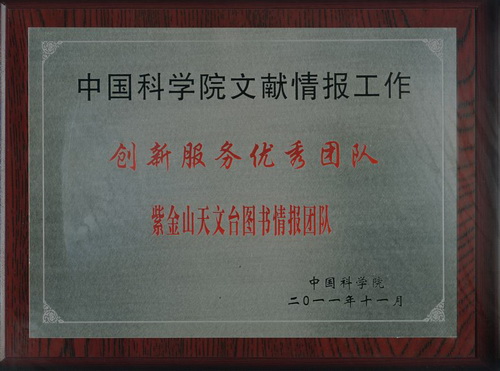 中国科学院文献情报工作
创新服务优秀团队
紫金山天文台图书情报团队
中国科学院
二〇一一年十一月